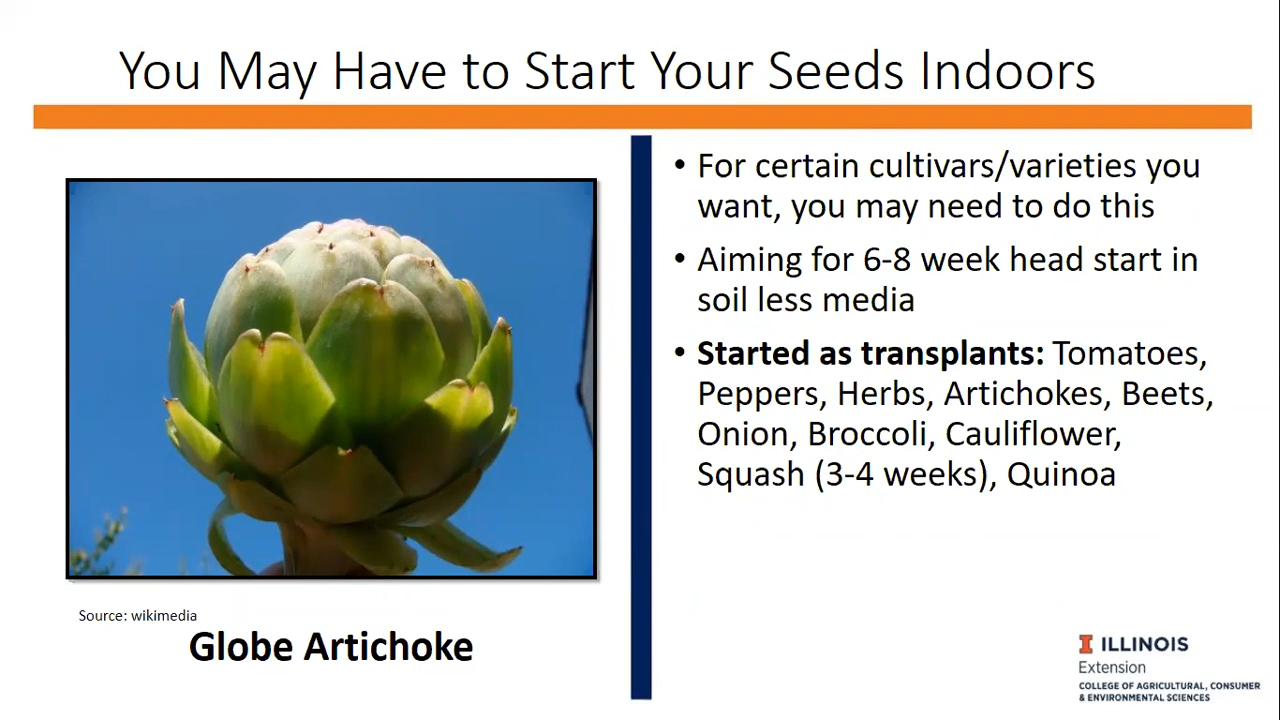 You May Have to Start Your Seeds Indoors
• For certain cultivars/varieties you
want, you may need to do this
• Aiming for 6-8 week head start in
soil less media
• Started as transplants: Tomatoes,
Peppers, Herbs, Artichokes, Beets,
Onion, Broccoli, Cauliflower,
Squash (3-4 weeks), Quinoa
Source: wikimedia
Globe Artichoke
I ILLINOIS
Extension
COLLEGE OF AGRICULTURAL, CONSUMER
& ENVIRONMENTAL SCIENCES